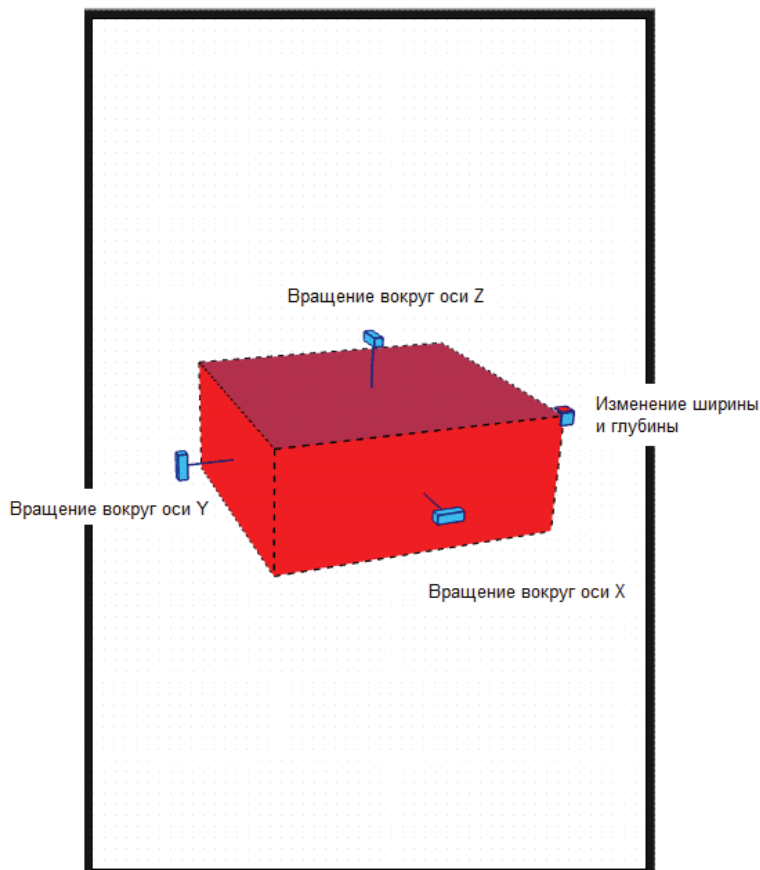 Вращение вокруг оси Z
Изменение ширины
и глубины
Вращение вокруг оси Y
Вращение вокруг оси X